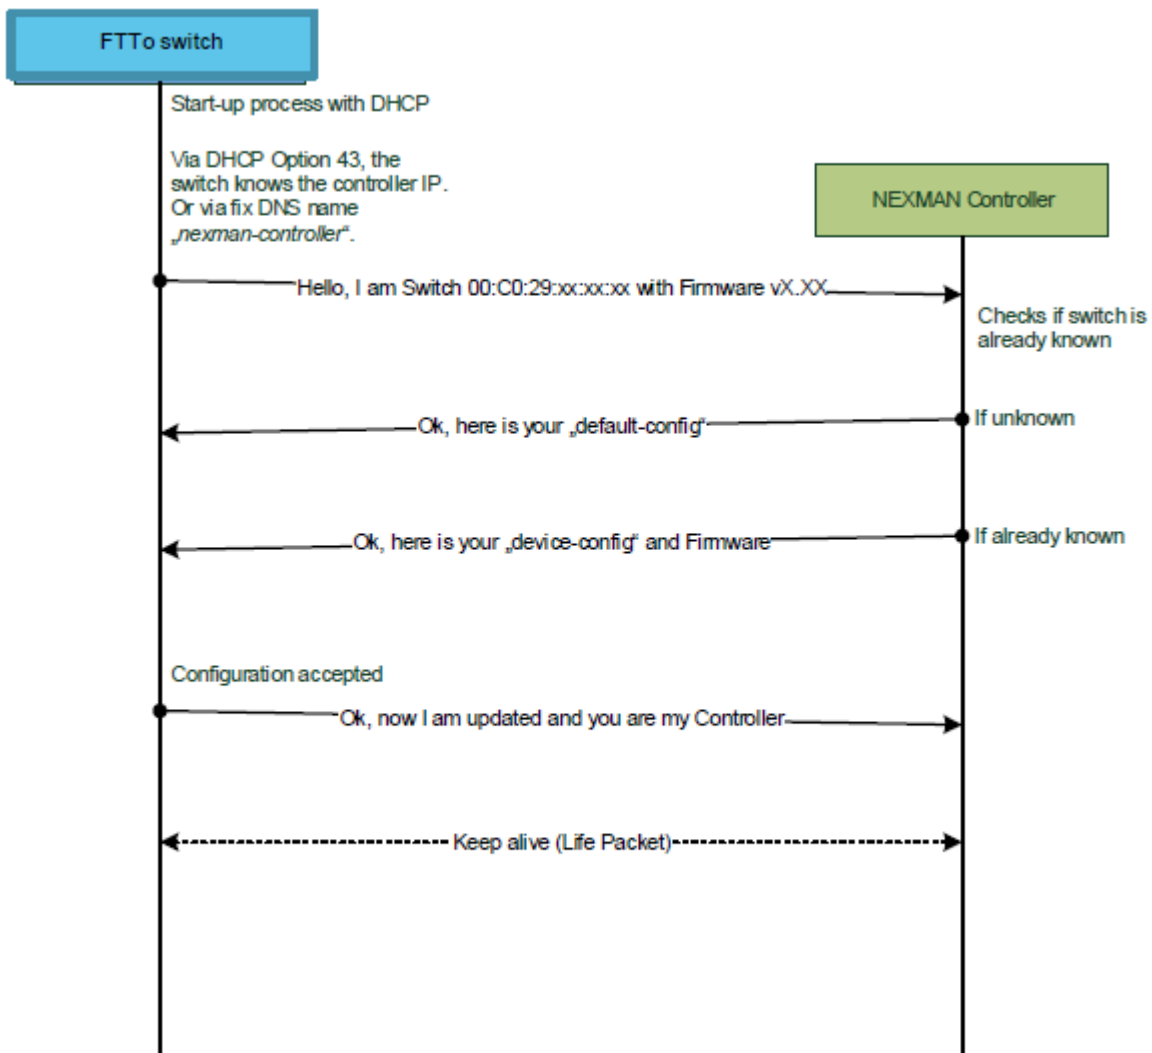 FTTo switch
Start-up process with DHCP
Via DHCP Option 43, the
switch knows the controller IP.
Or via fix DNS name
„nexman-controller“.
NEXMAN Controller
Hello, I am Switch 00:C0:29:xx:xx:xx with Firmware vX.XX
Checks if switch is
already known
Ok, here is your „default-config“
If unknown
Ok, here is your „device-config“ and Firmware
If already known
Configuration accepted
Ok, now I am updated and you are my Controller
Keep alive (Life Packet)